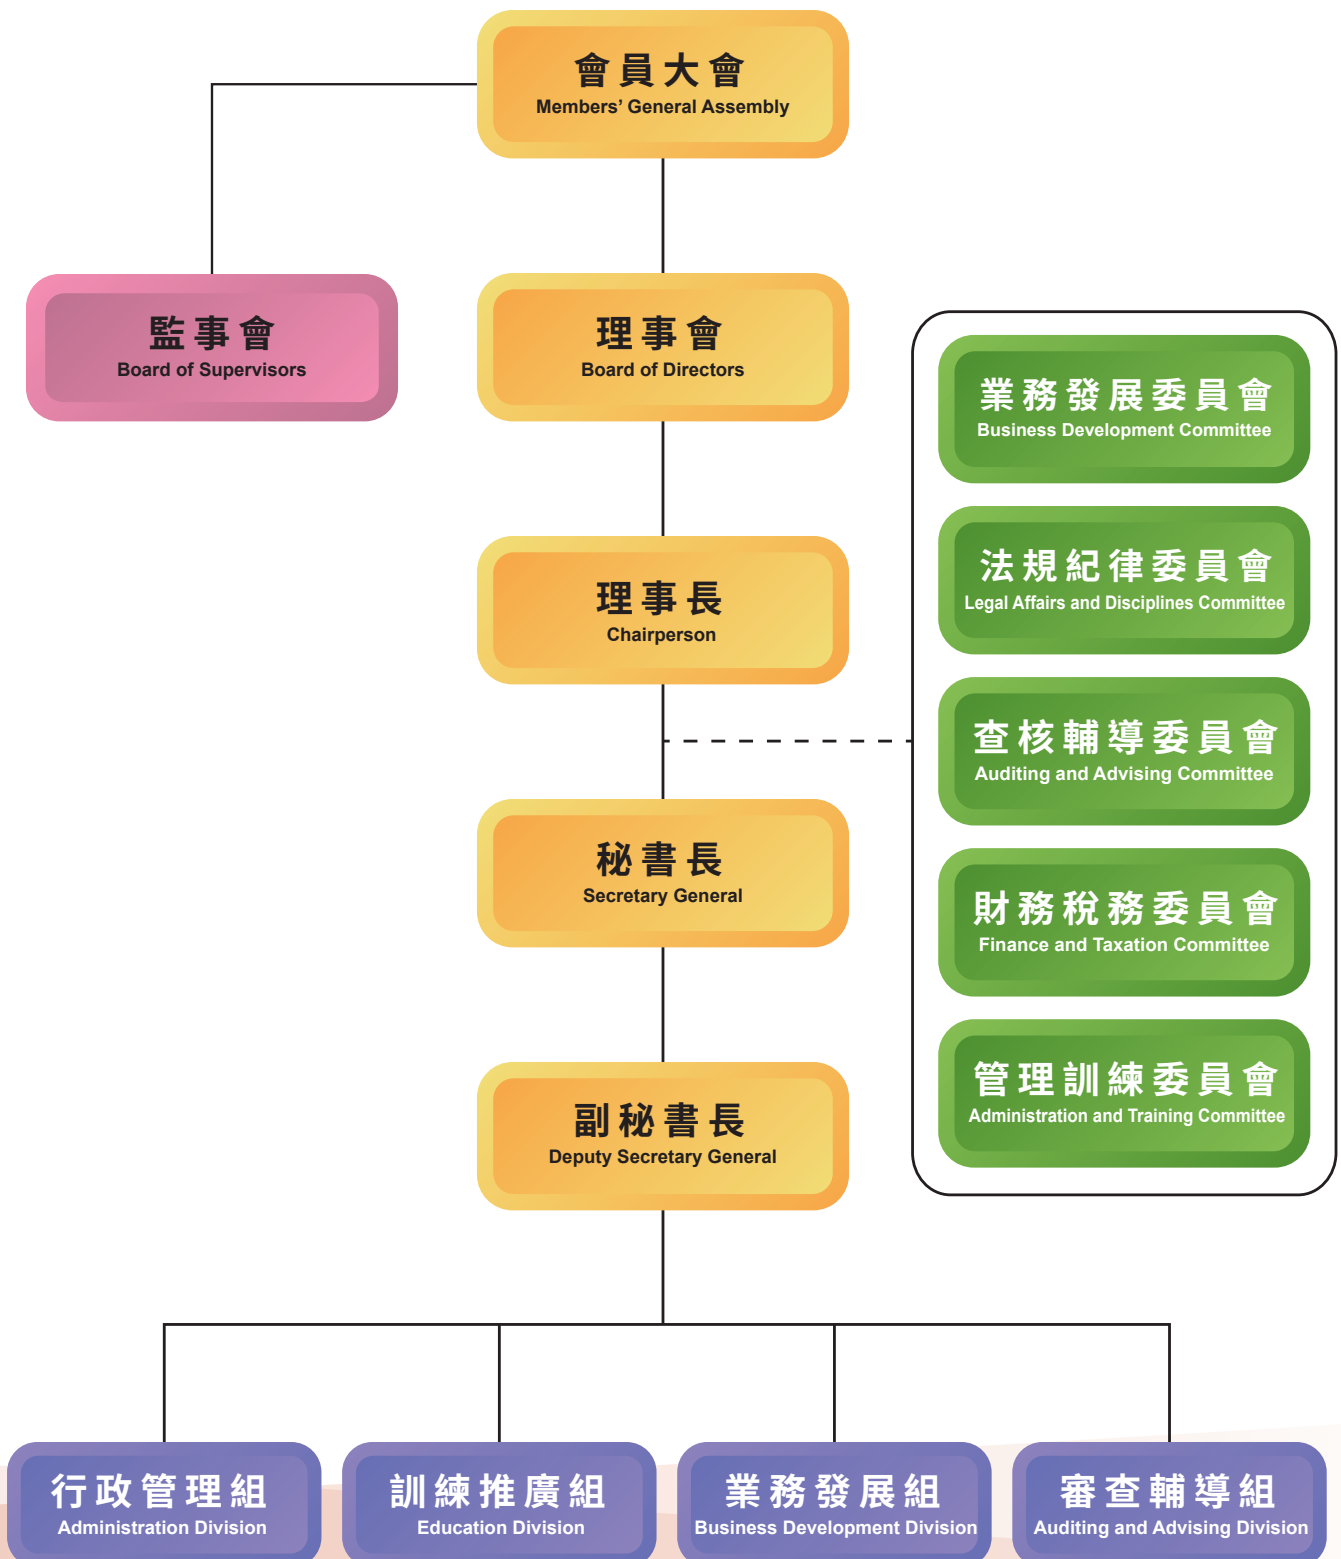 會員大會
Members’ General Assembly
監事會
Board of Supervisors
理事會
Board of Directors
理事長
Chairperson
秘書長
Secretary General
副秘書長
Deputy Secretary General
業務發展委員會
Business Development Committee
法規紀律委員會
Legal Affairs and Disciplines Committee
查核輔導委員會
Auditing and Advising Committee
財務稅務委員會
Finance and Taxation Committee
管理訓練委員會
Administration and Training Committee
行政管理組
Administration Division
訓練推廣組
Education Division
業務發展組
Business Development Division
審查輔導組
Auditing and Advising Division